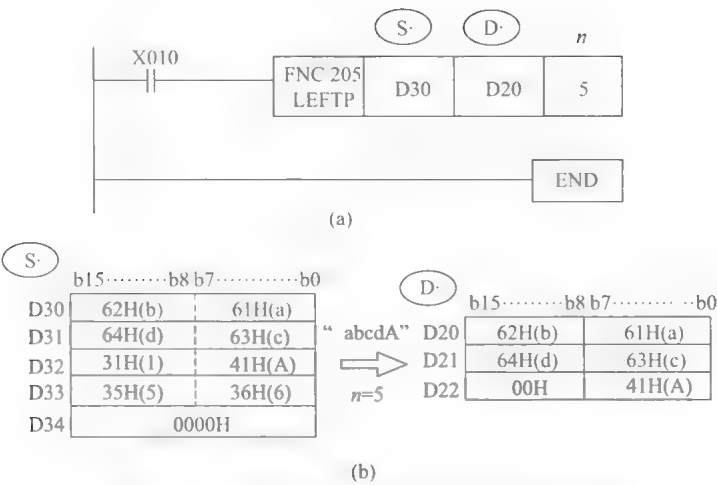 S· D· n
X010
FNC 205 LEFTP D30 D20 5
END
(a)
S·
b15········b8 b7···········b0
D30 62H(b) 61H(a)
D31 64H(d) 63H(c)
D32 31H(1) 41H(A)
D33 35H(5) 36H(6)
D34 0000H
“ abcdA”
n=5
D·
b15········b8 b7······· ··b0
D20 62H(b) 61H(a)
D21 64H(d) 63H(c)
D22 00H 41H(A)
(b)